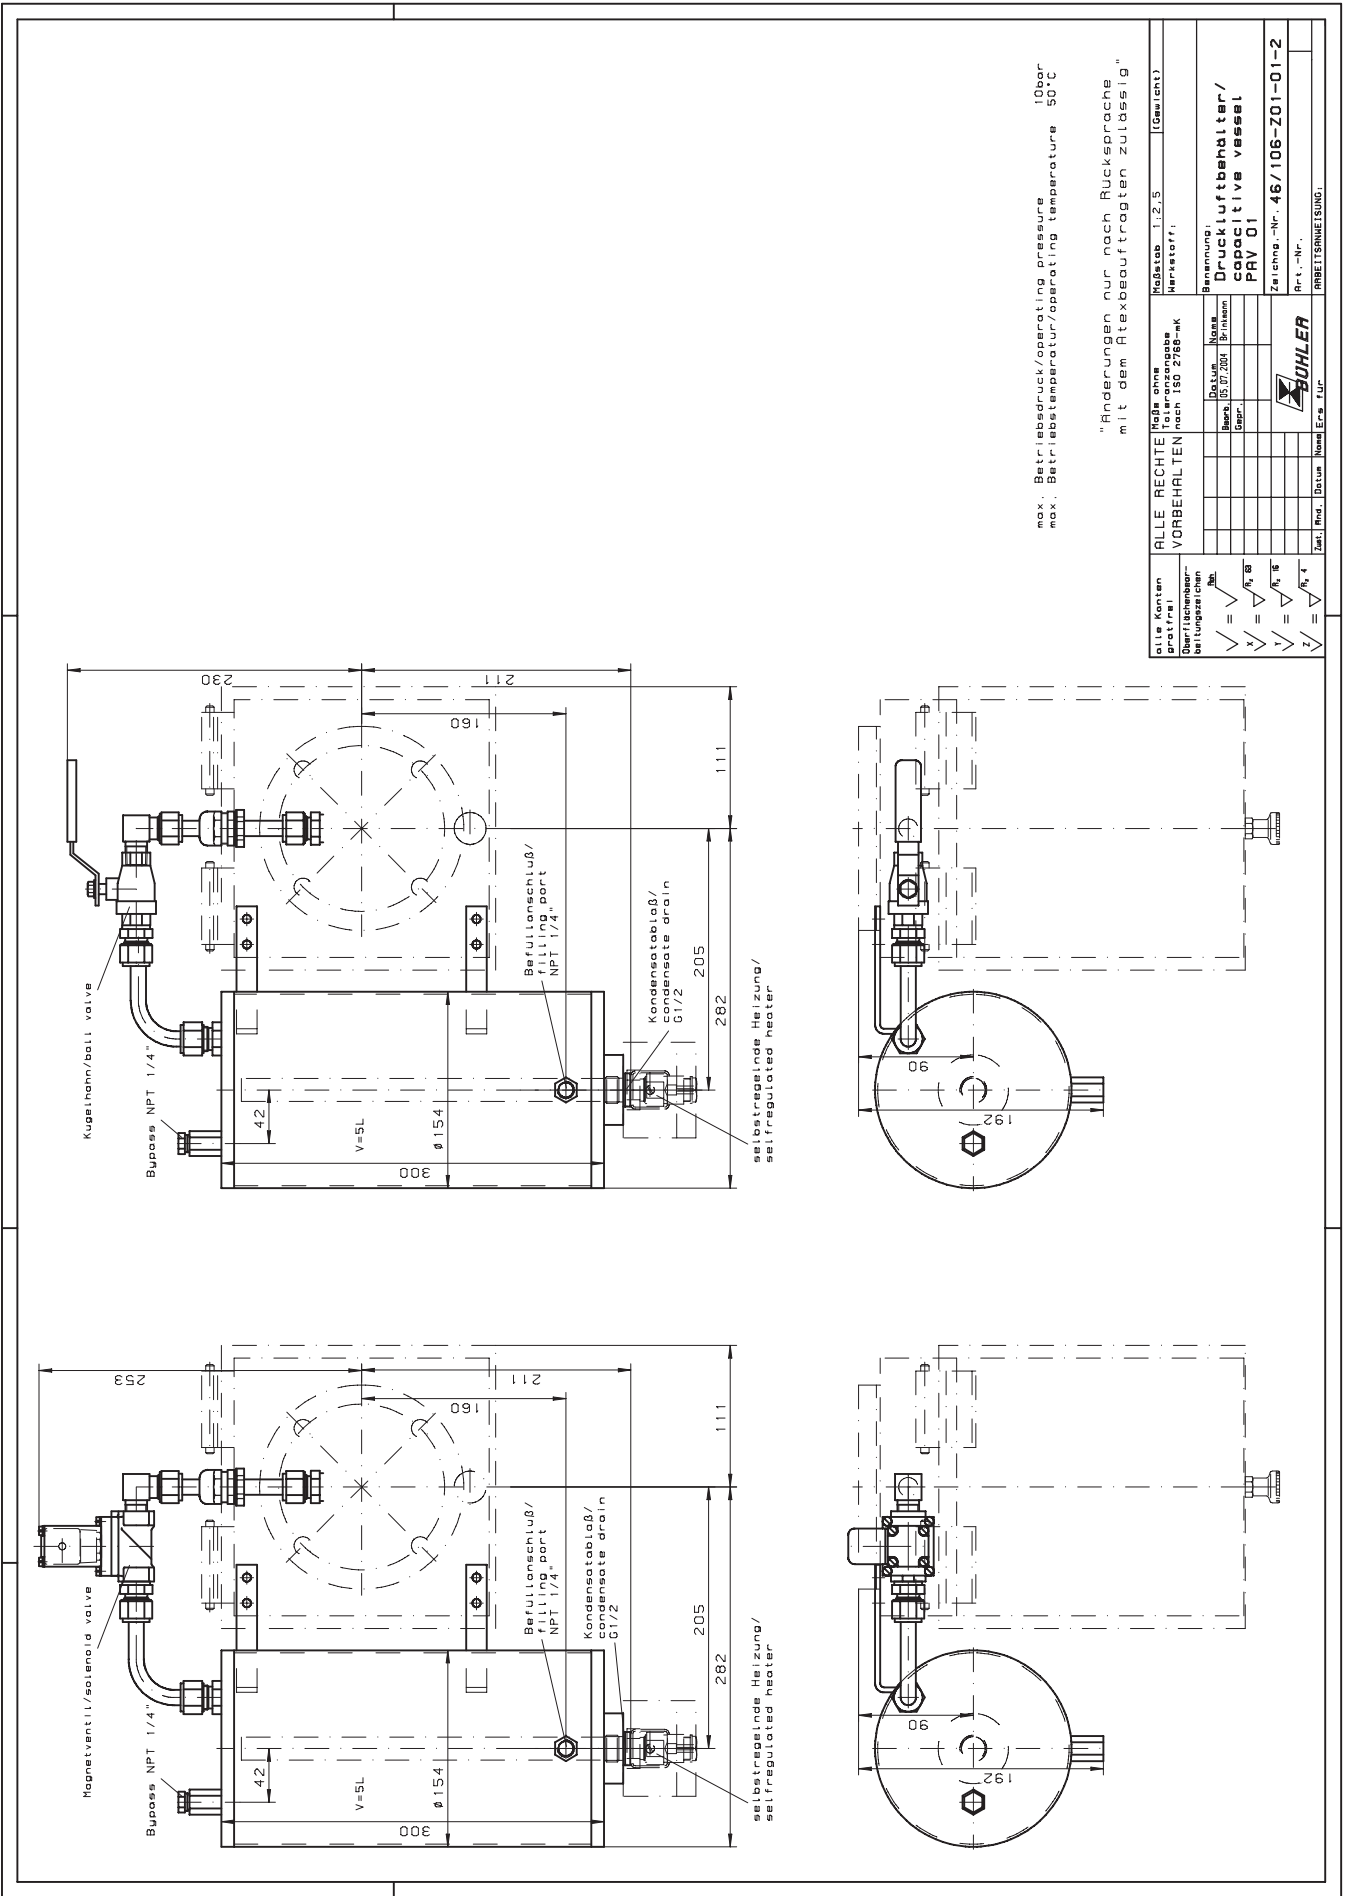 max. Betriebsdruck/operating pressure 10bar
max. Betriebstemperatur/operating temperature 50°C
"Änderungen nur nach Rücksprache
mit dem Atexbeauftragten zulässig"
Magnetventil/solenoid valve
Bypass NPT 1/4"
253
211
160
111
42
V=5L
ø154
300
Befüllanschluß/
filling port
NPT 1/4"
Kondensatablaß/
condensate drain
G1/2
205
282
selbstregelnde Heizung/
selfregulated heater
90
192
Kugelhahn/ball valve
Bypass NPT 1/4"
230
211
160
111
42
V=5L
ø154
300
Befüllanschluß/
filling port
NPT 1/4"
Kondensatablaß/
condensate drain
G1/2
205
282
selbstregelnde Heizung/
selfregulated heater
90
192
alle Kanten
gratfrei
Oberflächenbear-
beitungszeichen
= Roh
X = Rz 63
Y = Rz 16
Z = Rz 4
ALLE RECHTE
VORBEHALTEN
Maße ohne
Toleranzangabe
nach ISO 2768-mK
Maßstab 1:2,5 (Gewicht)
Werkstoff:
Datum Name
Bearb. 05.07.2004 Brinkmann
Gepr.
Benennung:
Druckluftbehälter/
capacitive vessel
PAV 01
BÜHLER
Zeichng.-Nr. 46/106-Z01-01-2
Art.-Nr.
Zust. Änd. Datum Name Ers für
ARBEITSANWEISUNG: